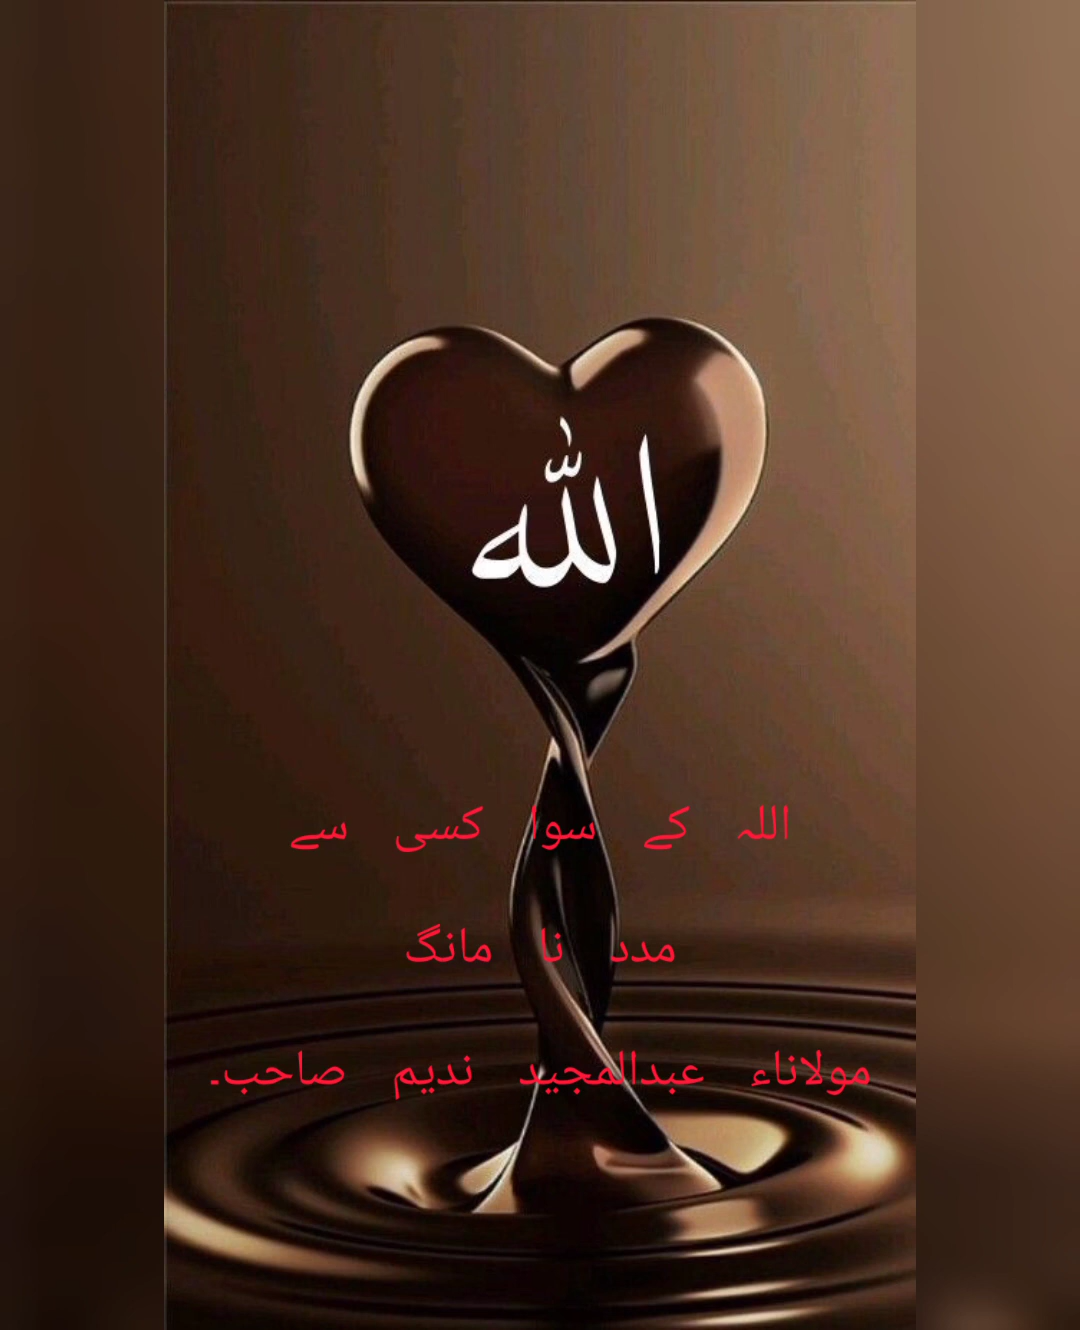 الله
اللہ کے سوا کسی سے
مدد نا مانگ
مولاناء عبدالمجید ندیم صاحب۔